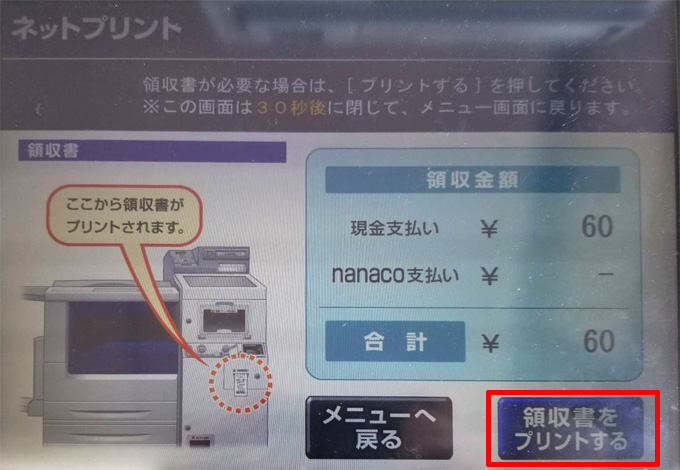 ネットプリント
領収書が必要な場合は、[プリントする]を押してください。
※この画面は30秒後に閉じて、メニュー画面に戻ります。
領収書
ここから領収書が
プリントされます。
領収金額
現金支払い ¥ 60
nanaco支払い ¥ −
合計 ¥ 60
メニューへ
戻る
領収書を
プリントする